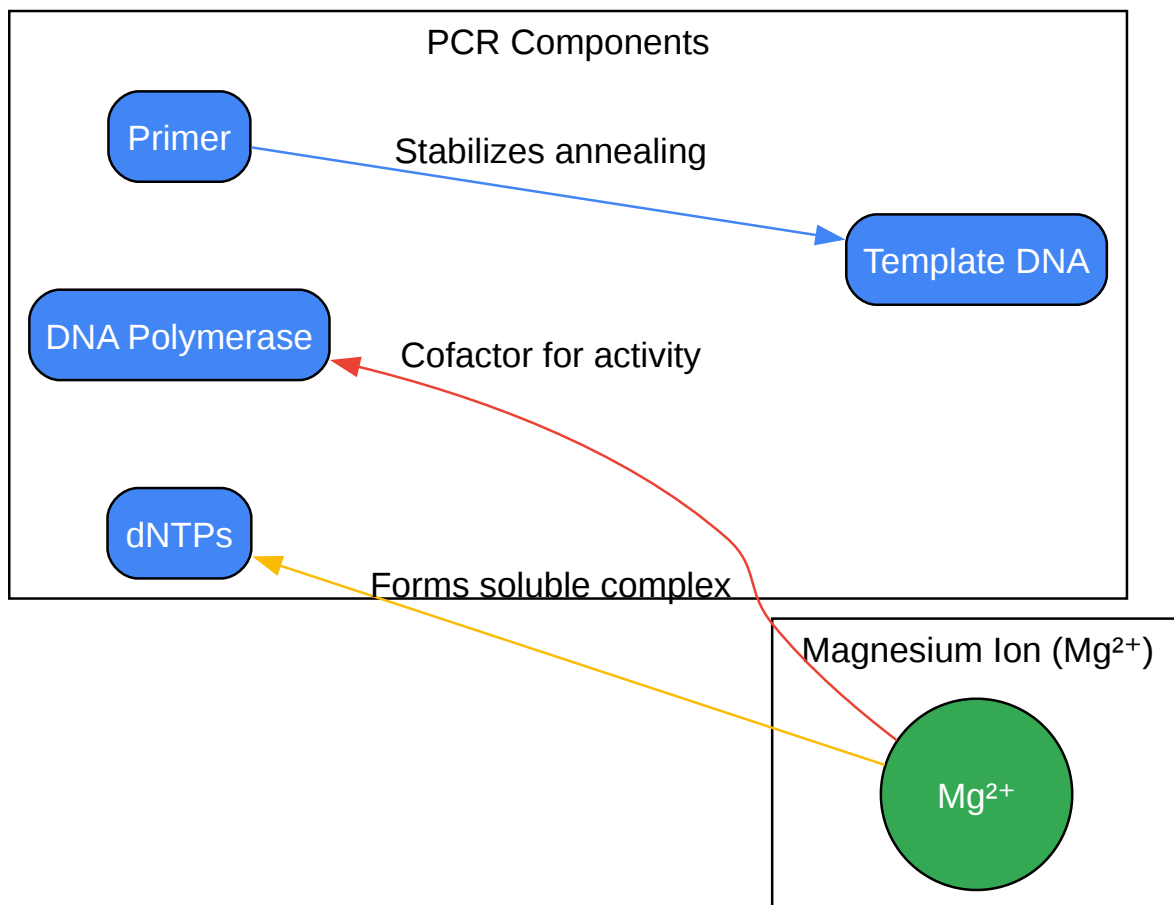 PCR Components
Primer
Stabilizes annealing
Template DNA
DNA Polymerase
Cofactor for activity
dNTPs
Forms soluble complex
Magnesium Ion (Mg²⁺)
Mg²⁺